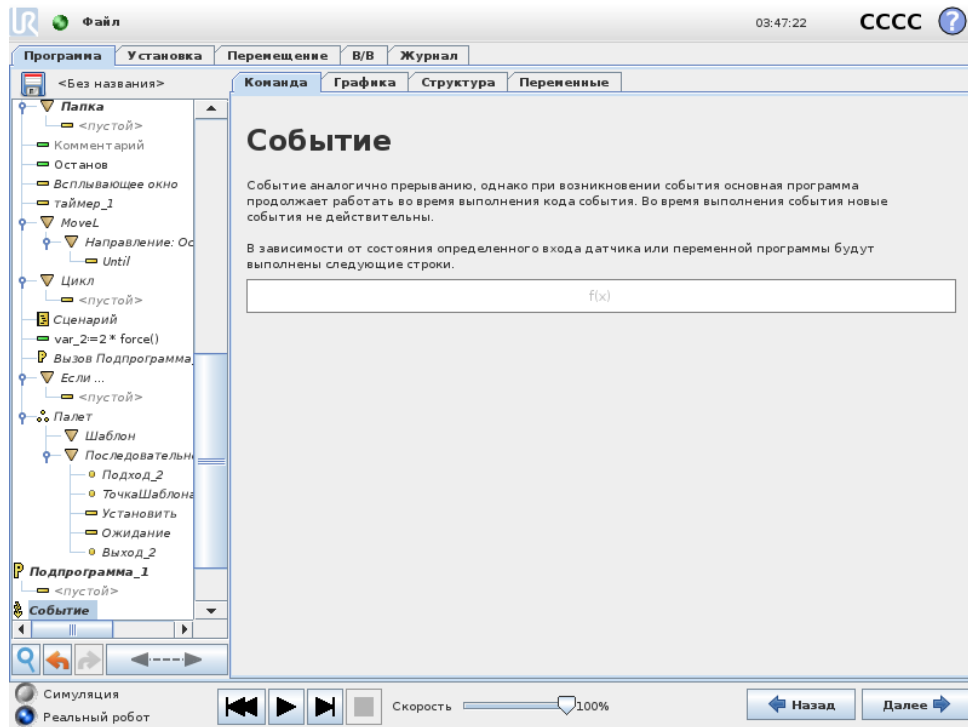 UR Файл 03:47:22 CCCC ?
Программа Установка Перемещение В/В Журнал
<Без названия>
Команда Графика Структура Переменные
Папка
<пустой>
Комментарий
Останов
Всплывающее окно
таймер_1
MoveL
Направление: Ос
Until
Цикл
<пустой>
Сценарий
var_2:=2 * force()
Вызов Подпрограмма_
Если ...
<пустой>
Палет
Шаблон
Последовательн
Подход_2
ТочкаШаблона
Установить
Ожидание
Выход_2
Подпрограмма_1
<пустой>
Событие
Событие
Событие аналогично прерыванию, однако при возникновении события основная программа
продолжает работать во время выполнения кода события. Во время выполнения события новые
события не действительны.
В зависимости от состояния определенного входа датчика или переменной программы будут
выполнены следующие строки.
f(x)
Симуляция
Реальный робот
Скорость 100%
Назад Далее